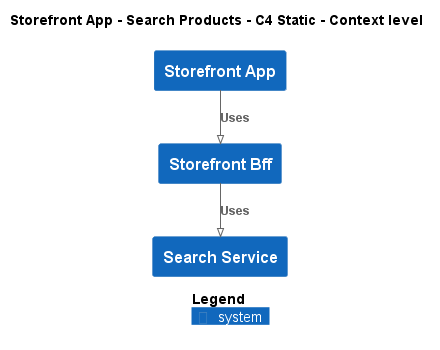 Storefront App - Search Products - C4 Static - Context level
Storefront App
Uses
Storefront Bff
Uses
Search Service
Legend
system